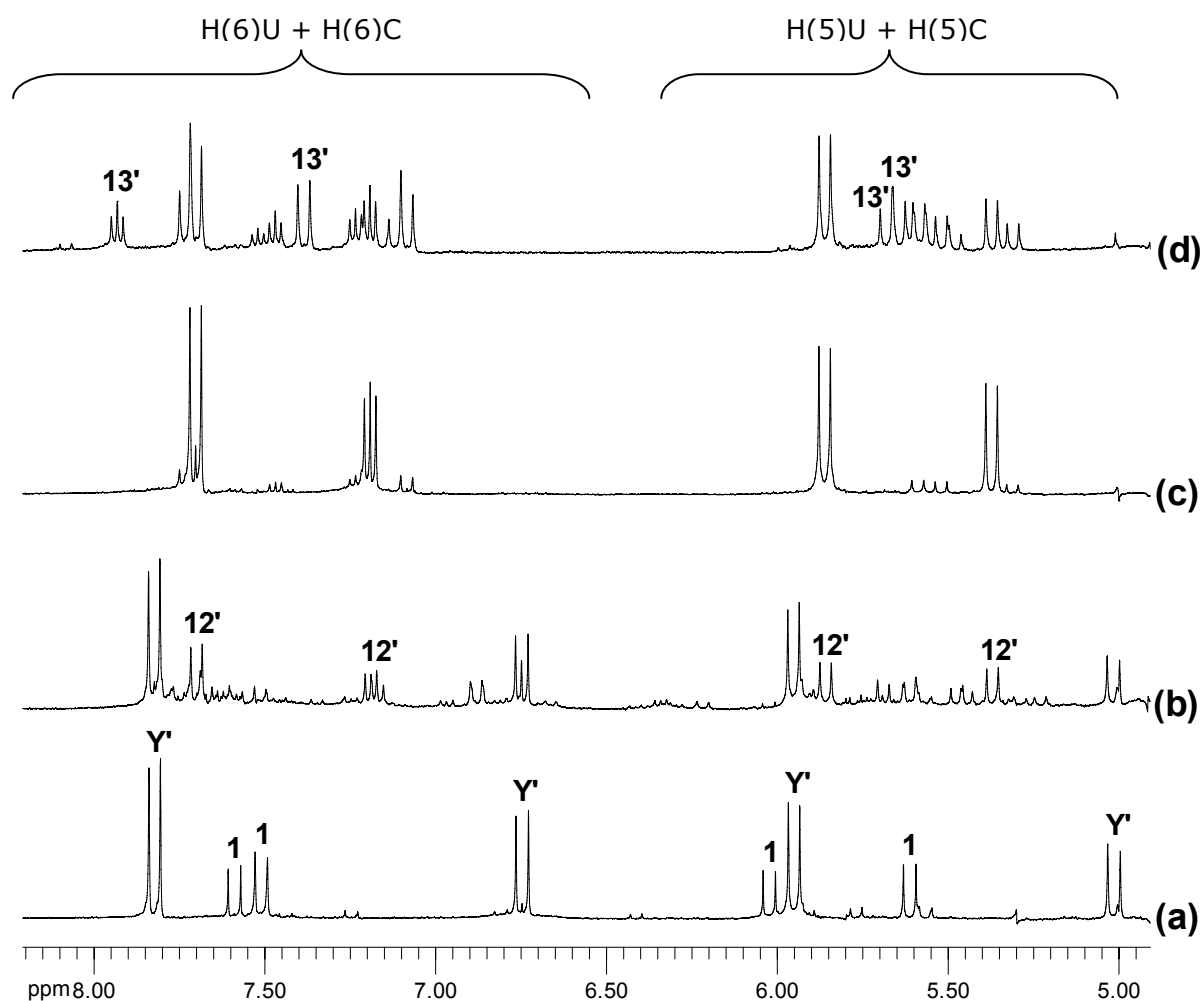 H(6)U + H(6)C H(5)U + H(5)C
13' 13' 13' 13' (d)
(c)
12' 12' 12' 12' (b)
Y' 1 1 Y' 1 Y' 1 Y' (a)
ppm 8.00 7.50 7.00 6.50 6.00 5.50 5.00